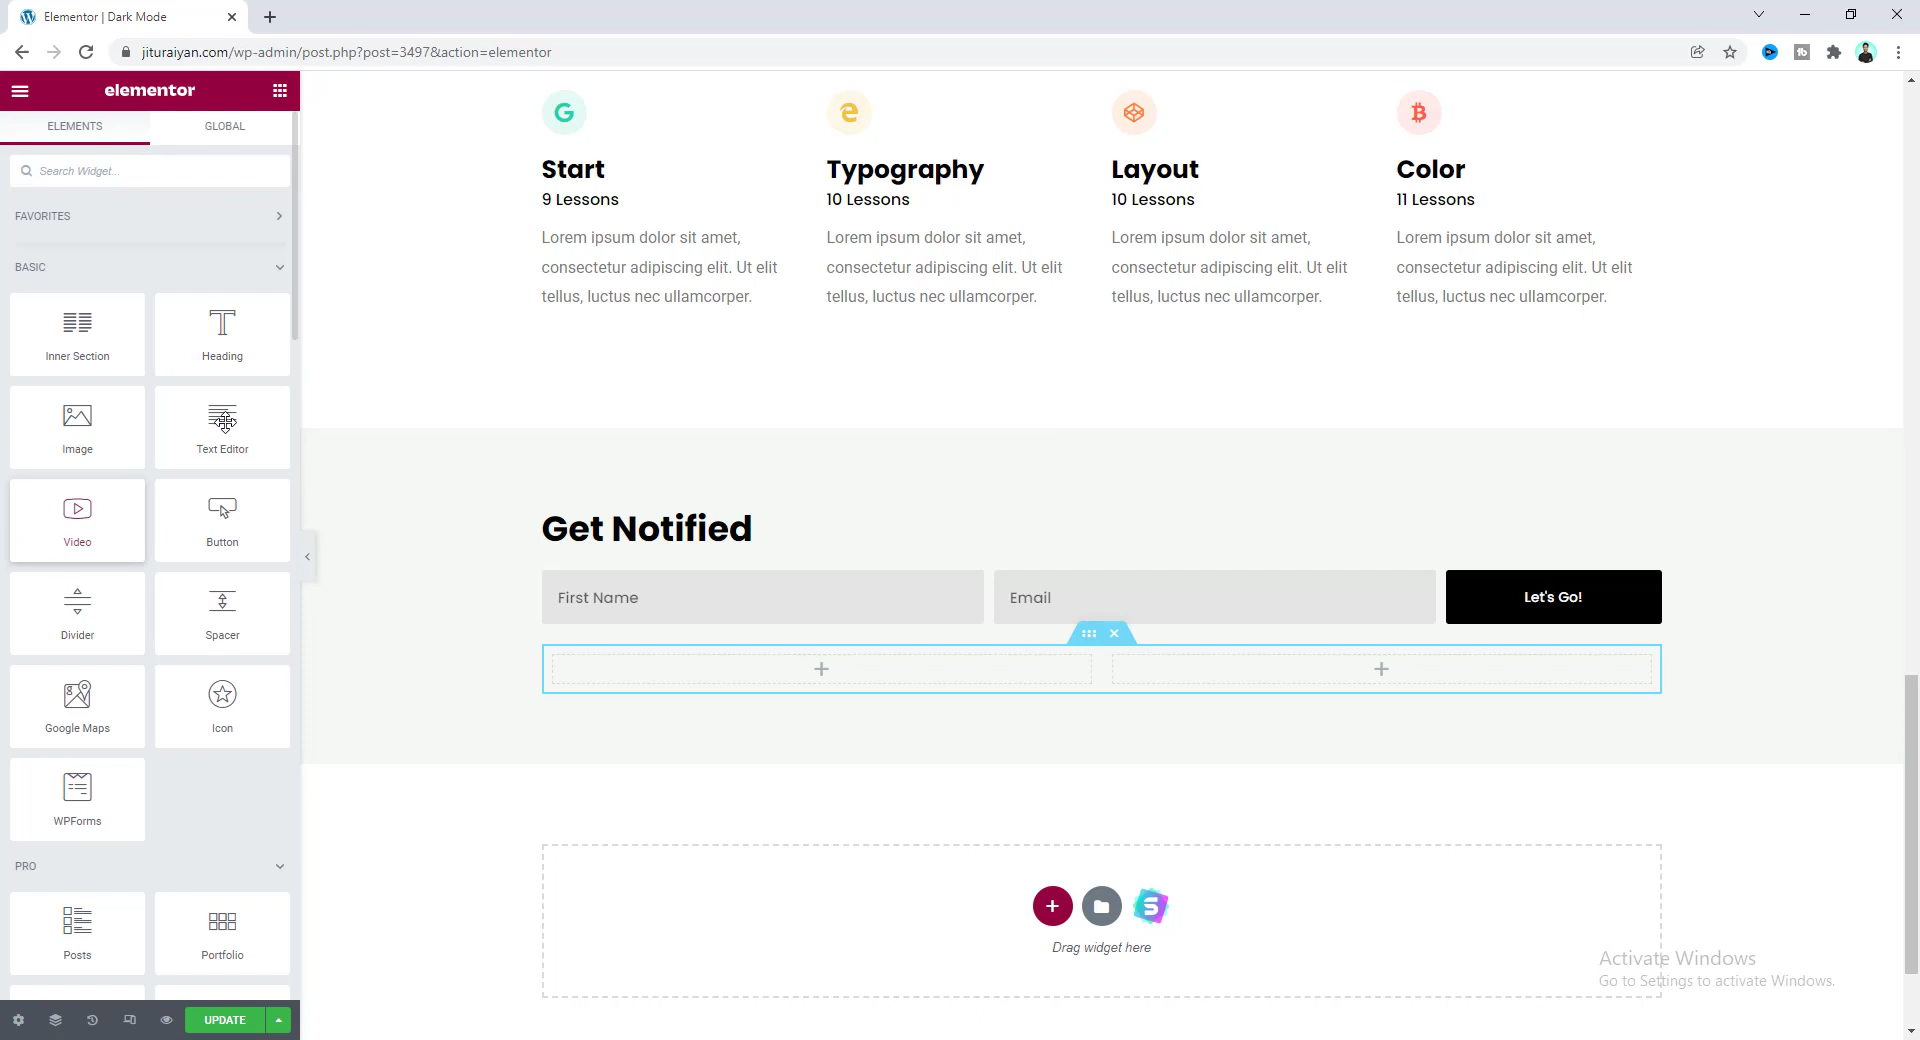 Elementor | Dark Mode
jituraiyan.com/wp-admin/post.php?post=3497&action=elementor
elementor
ELEMENTS
GLOBAL
Search Widget...
FAVORITES
BASIC
Inner Section
Heading
Image
Text Editor
Video
Button
Divider
Spacer
Google Maps
Icon
WPForms
PRO
Posts
Portfolio
UPDATE
Start
9 Lessons
Lorem ipsum dolor sit amet,
consectetur adipiscing elit. Ut elit
tellus, luctus nec ullamcorper.
Typography
10 Lessons
Lorem ipsum dolor sit amet,
consectetur adipiscing elit. Ut elit
tellus, luctus nec ullamcorper.
Layout
10 Lessons
Lorem ipsum dolor sit amet,
consectetur adipiscing elit. Ut elit
tellus, luctus nec ullamcorper.
Color
11 Lessons
Lorem ipsum dolor sit amet,
consectetur adipiscing elit. Ut elit
tellus, luctus nec ullamcorper.
Get Notified
First Name
Email
Let's Go!
Drag widget here
Activate Windows
Go to Settings to activate Windows.